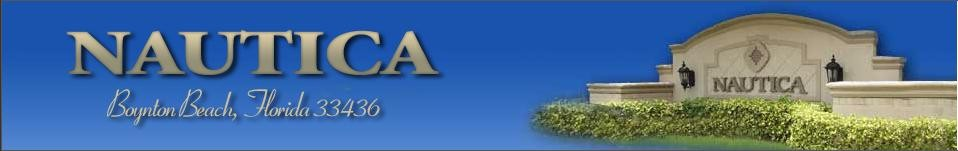 NAUTICA
Boynton Beach, Florida 33436
NAUTICA